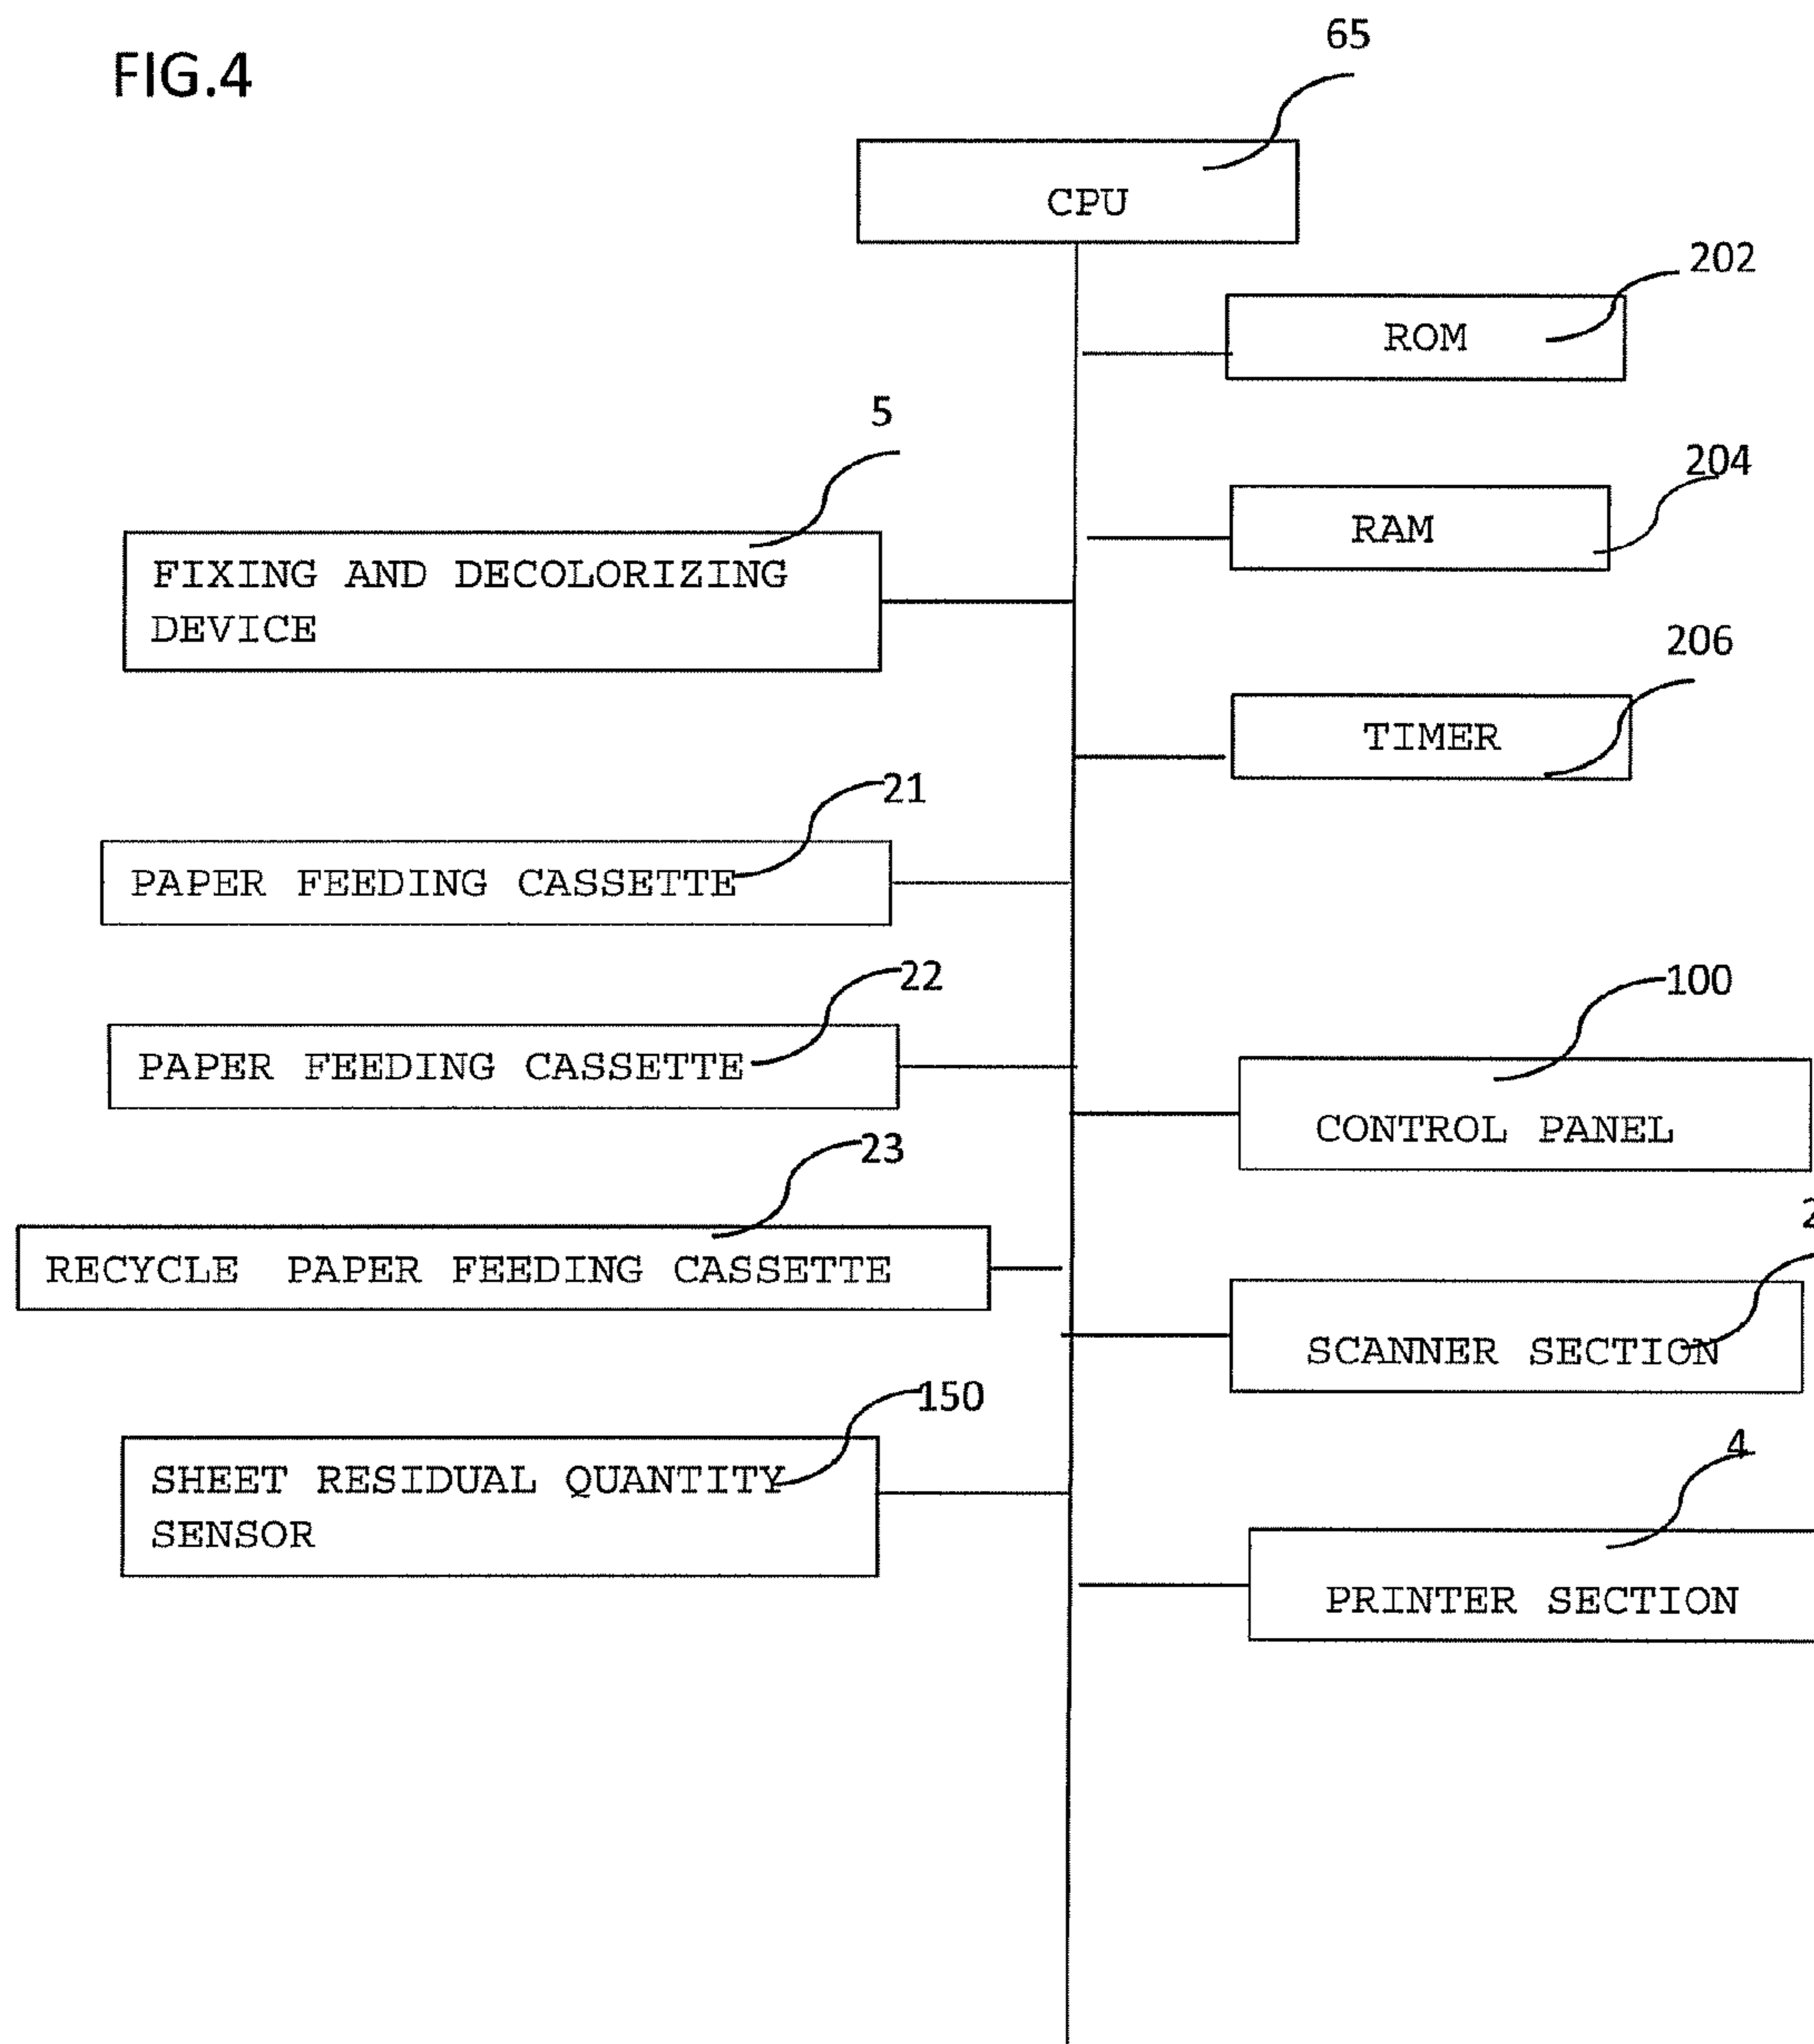 FIG.4
65
CPU
202
ROM
5
204
RAM
FIXING AND DECOLORIZING
DEVICE
206
TIMER
21
PAPER FEEDING CASSETTE
22
100
PAPER FEEDING CASSETTE
CONTROL PANEL
23
2
RECYCLE PAPER FEEDING CASSETTE
SCANNER SECTION
150
4
SHEET RESIDUAL QUANTITY
SENSOR
PRINTER SECTION